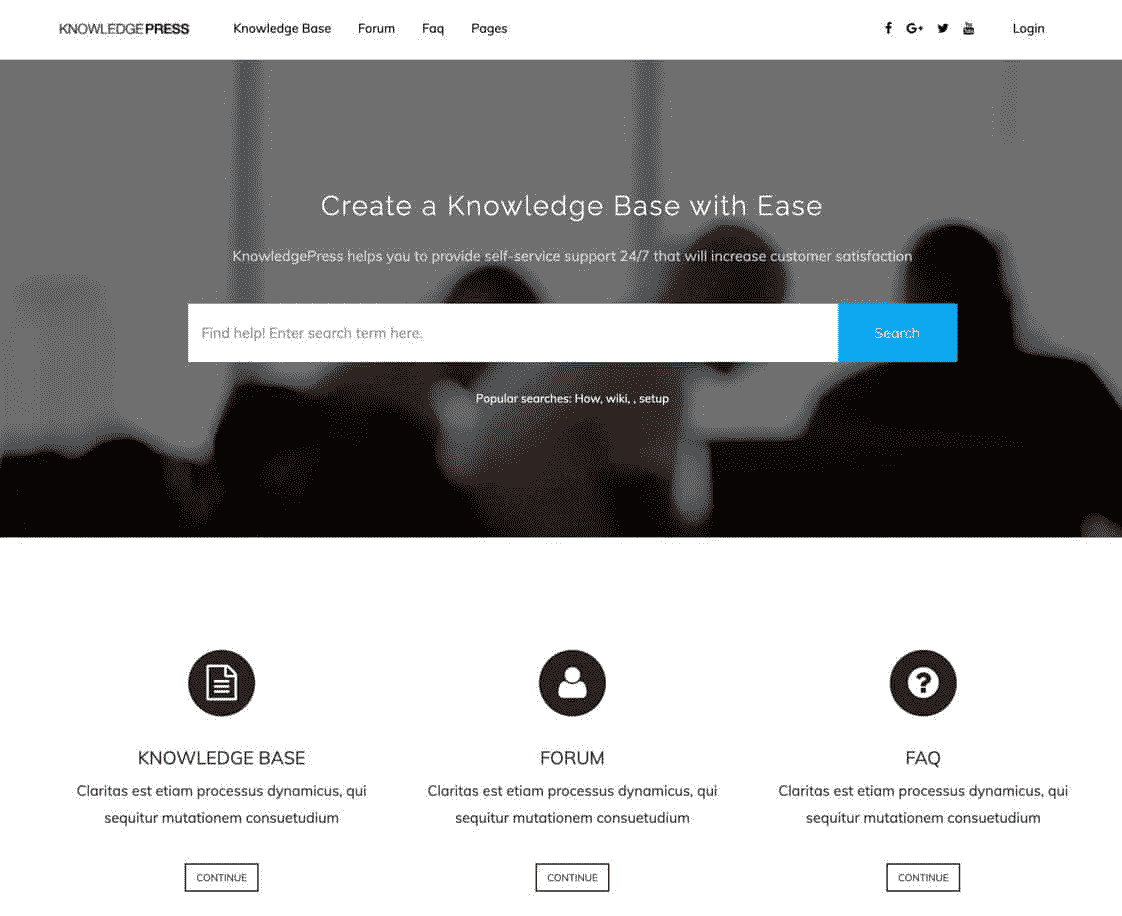 KNOWLEDGEPRESS Knowledge Base Forum Faq Pages Login
Create a Knowledge Base with Ease
KnowledgePress helps you to provide self-service support 24/7 that will increase customer satisfaction
Find help! Enter search term here. Search
Popular searches: How, wiki, , setup
KNOWLEDGE BASE
Claritas est etiam processus dynamicus, qui
sequitur mutationem consuetudium
CONTINUE
FORUM
Claritas est etiam processus dynamicus, qui
sequitur mutationem consuetudium
CONTINUE
FAQ
Claritas est etiam processus dynamicus, qui
sequitur mutationem consuetudium
CONTINUE